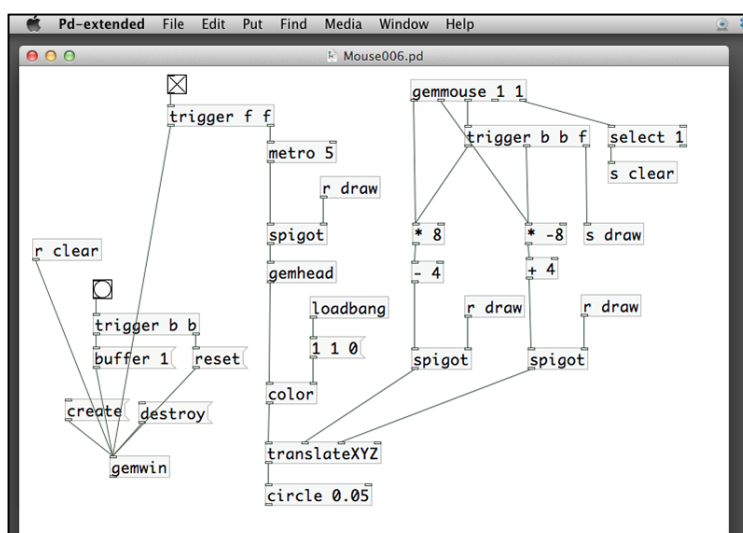 Pd-extended File Edit Put Find Media Window Help
Mouse006.pd
trigger f f
metro 5
r draw
spigot
gemhead
loadbang
1 1 0
color
translateXYZ
circle 0.05
r clear
trigger b b
buffer 1
reset
create
destroy
gemwin
gemmouse 1 1
trigger b b f
select 1
s clear
* 8
* -8
s draw
- 4
+ 4
r draw
r draw
spigot
spigot